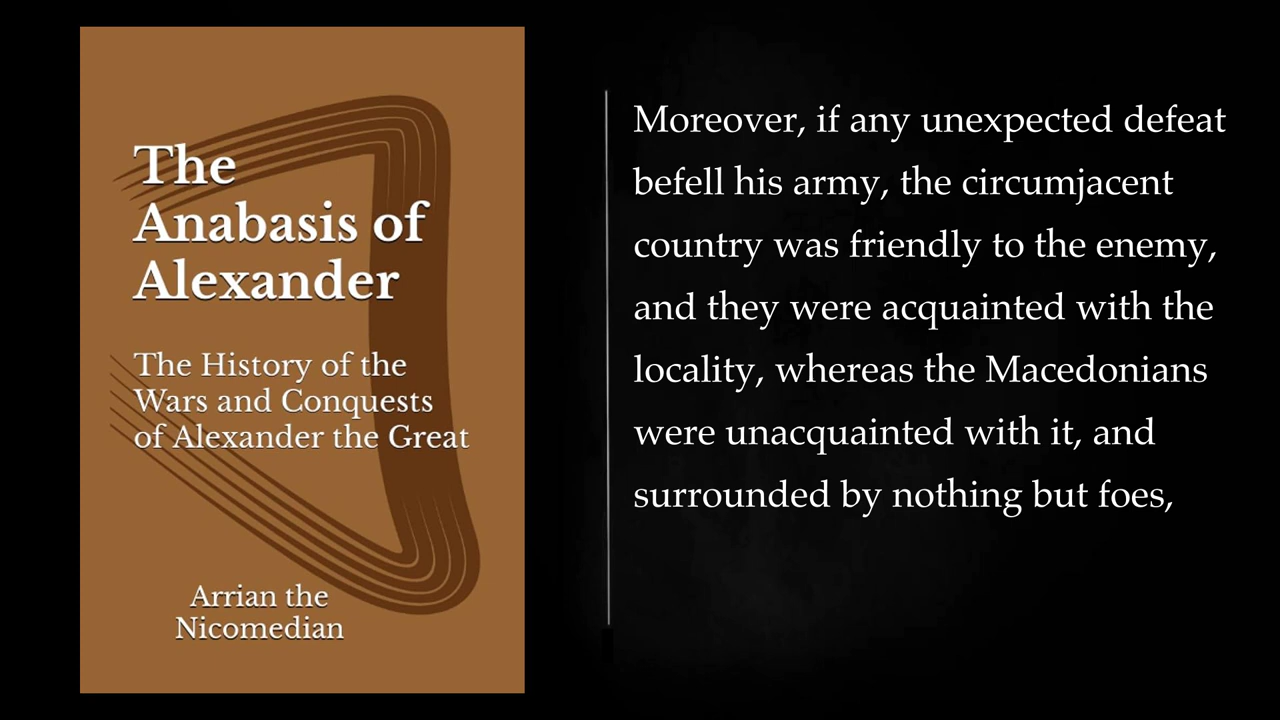 The
Anabasis of
Alexander
The History of the
Wars and Conquests
of Alexander the Great
Arrian the
Nicomedian
Moreover, if any unexpected defeat
befell his army, the circumjacent
country was friendly to the enemy,
and they were acquainted with the
locality, whereas the Macedonians
were unacquainted with it, and
surrounded by nothing but foes,